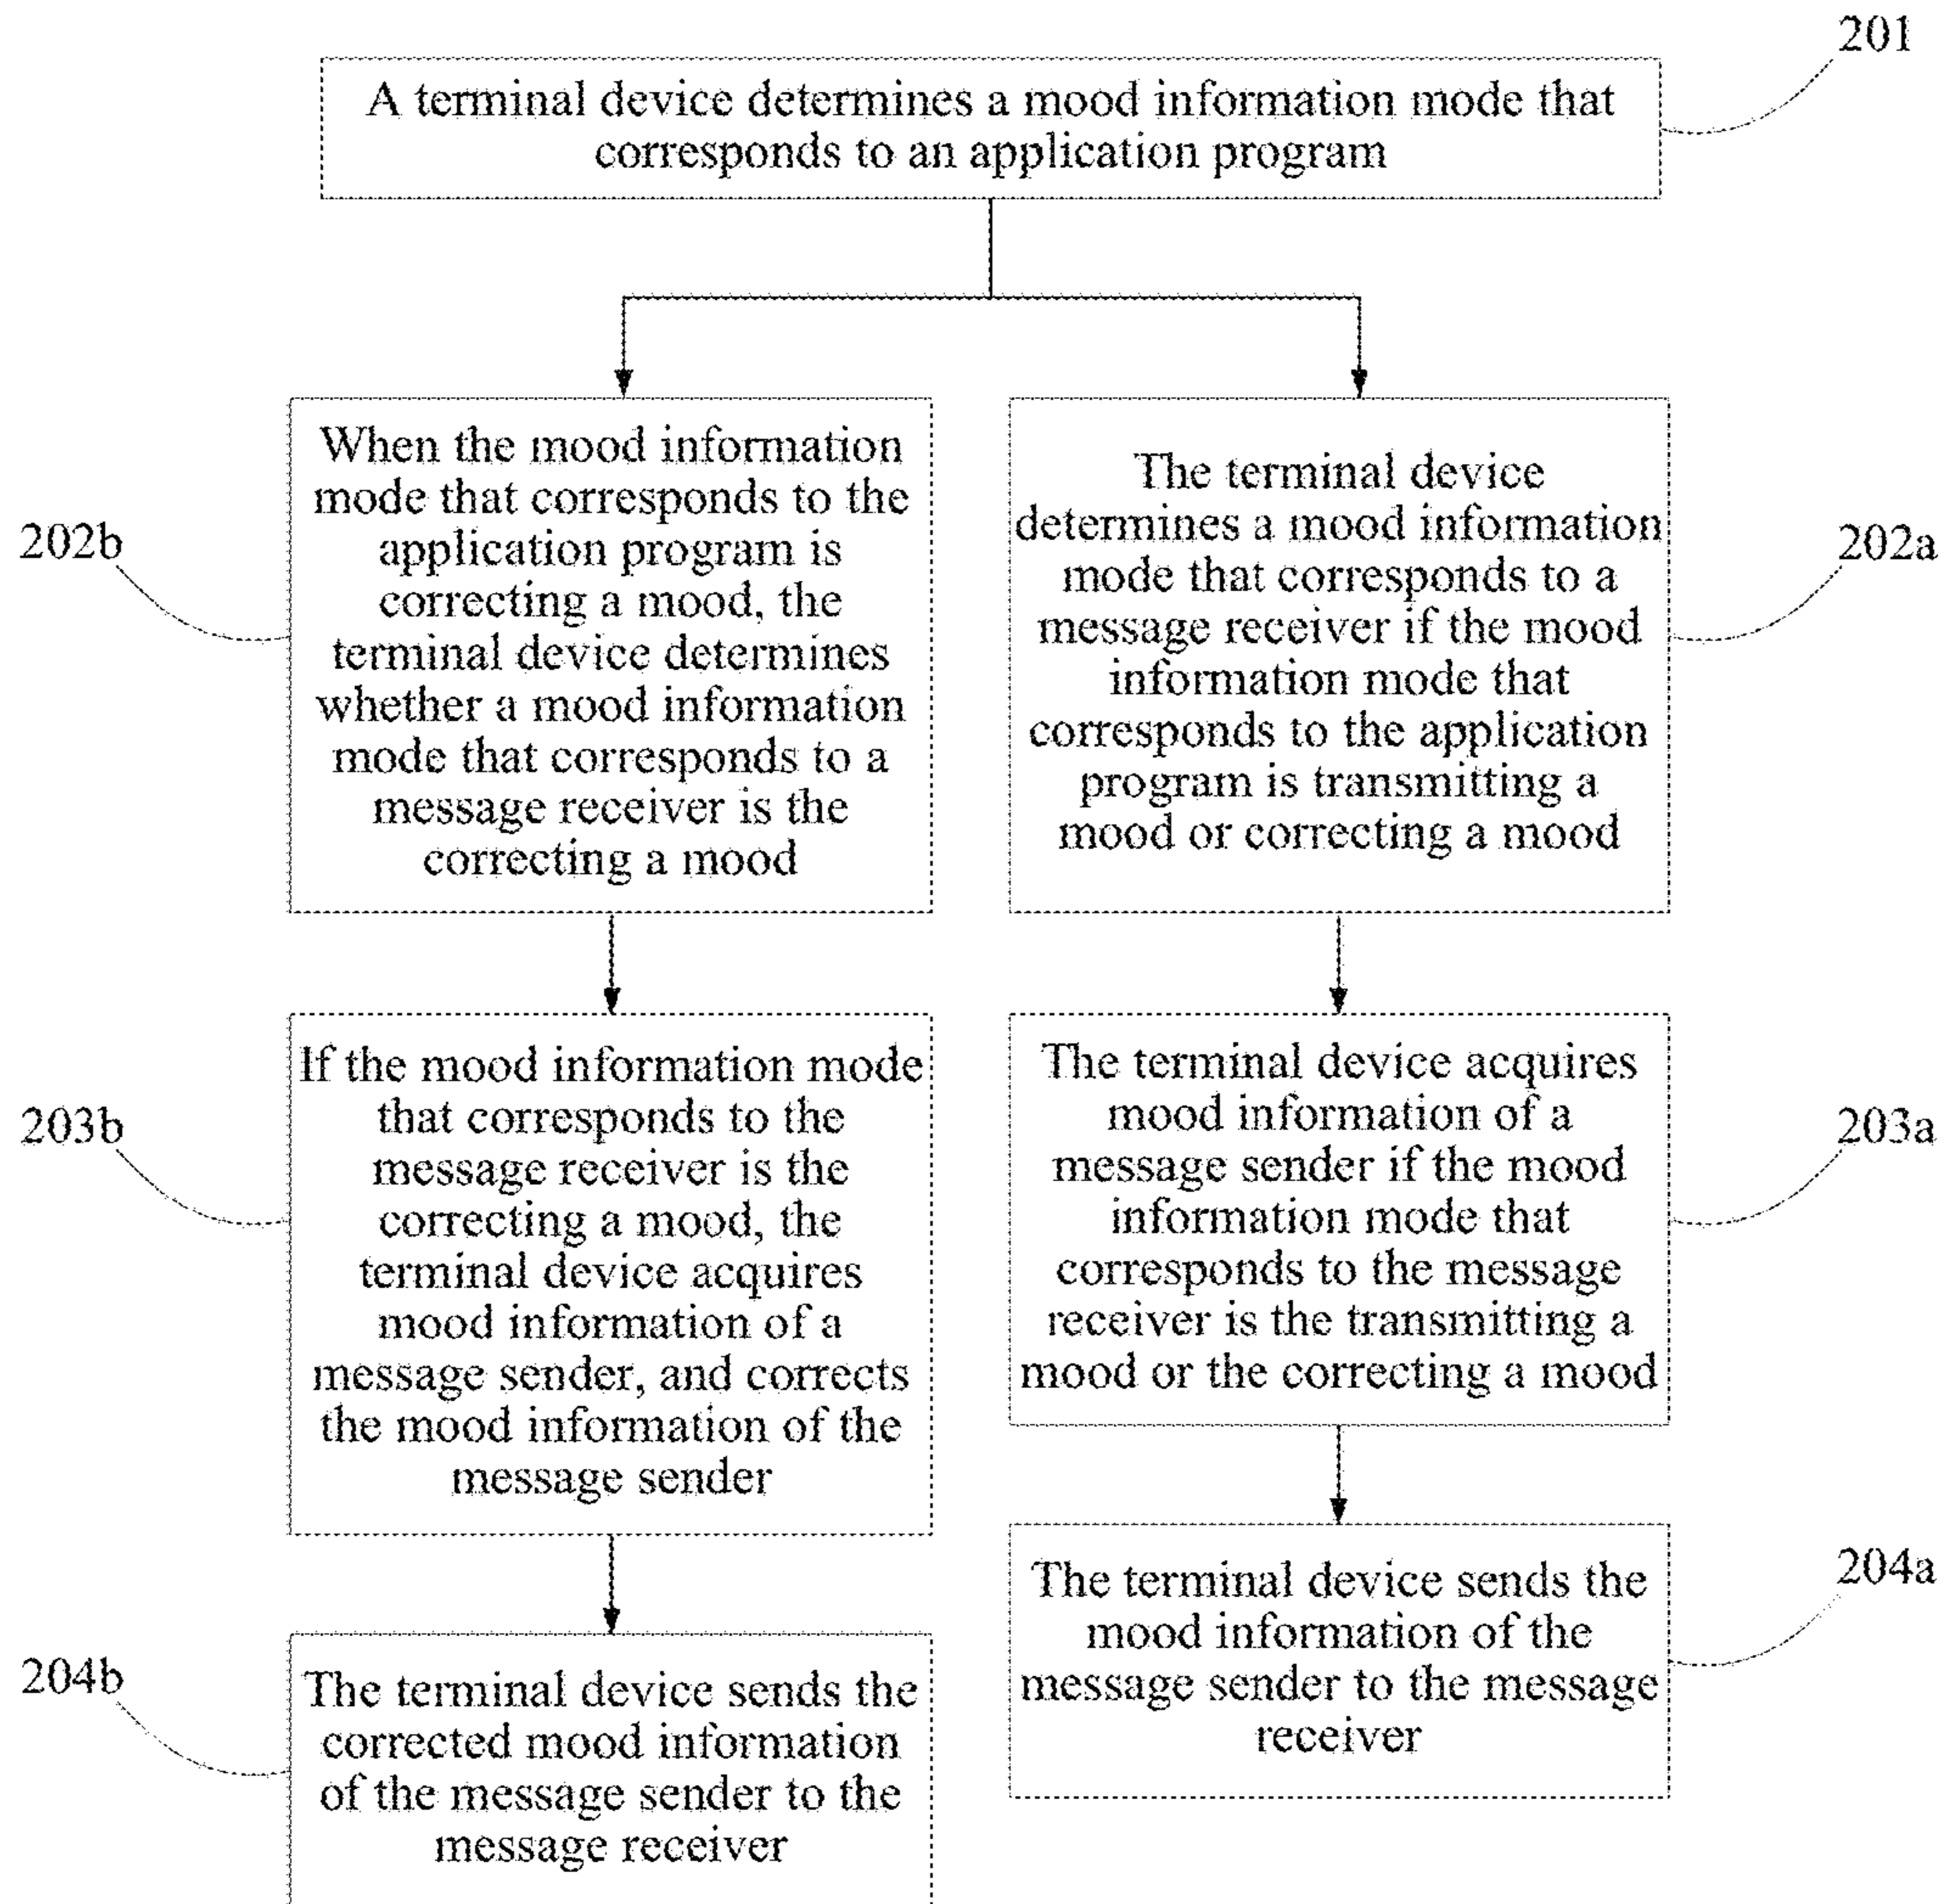 201
A terminal device determines a mood information mode that
corresponds to an application program
202b
When the mood information
mode that corresponds to the
application program is
correcting a mood, the
terminal device determines
whether a mood information
mode that corresponds to a
message receiver is the
correcting a mood
The terminal device
determines a mood information
mode that corresponds to a
message receiver if the mood
information mode that
corresponds to the application
program is transmitting a
mood or correcting a mood
202a
203b
If the mood information mode
that corresponds to the
message receiver is the
correcting a mood, the
terminal device acquires
mood information of a
message sender, and corrects
the mood information of the
message sender
The terminal device acquires
mood information of a
message sender if the mood
information mode that
corresponds to the message
receiver is the transmitting a
mood or the correcting a mood
203a
204b
The terminal device sends the
corrected mood information
of the message sender to the
message receiver
The terminal device sends the
mood information of the
message sender to the message
receiver
204a